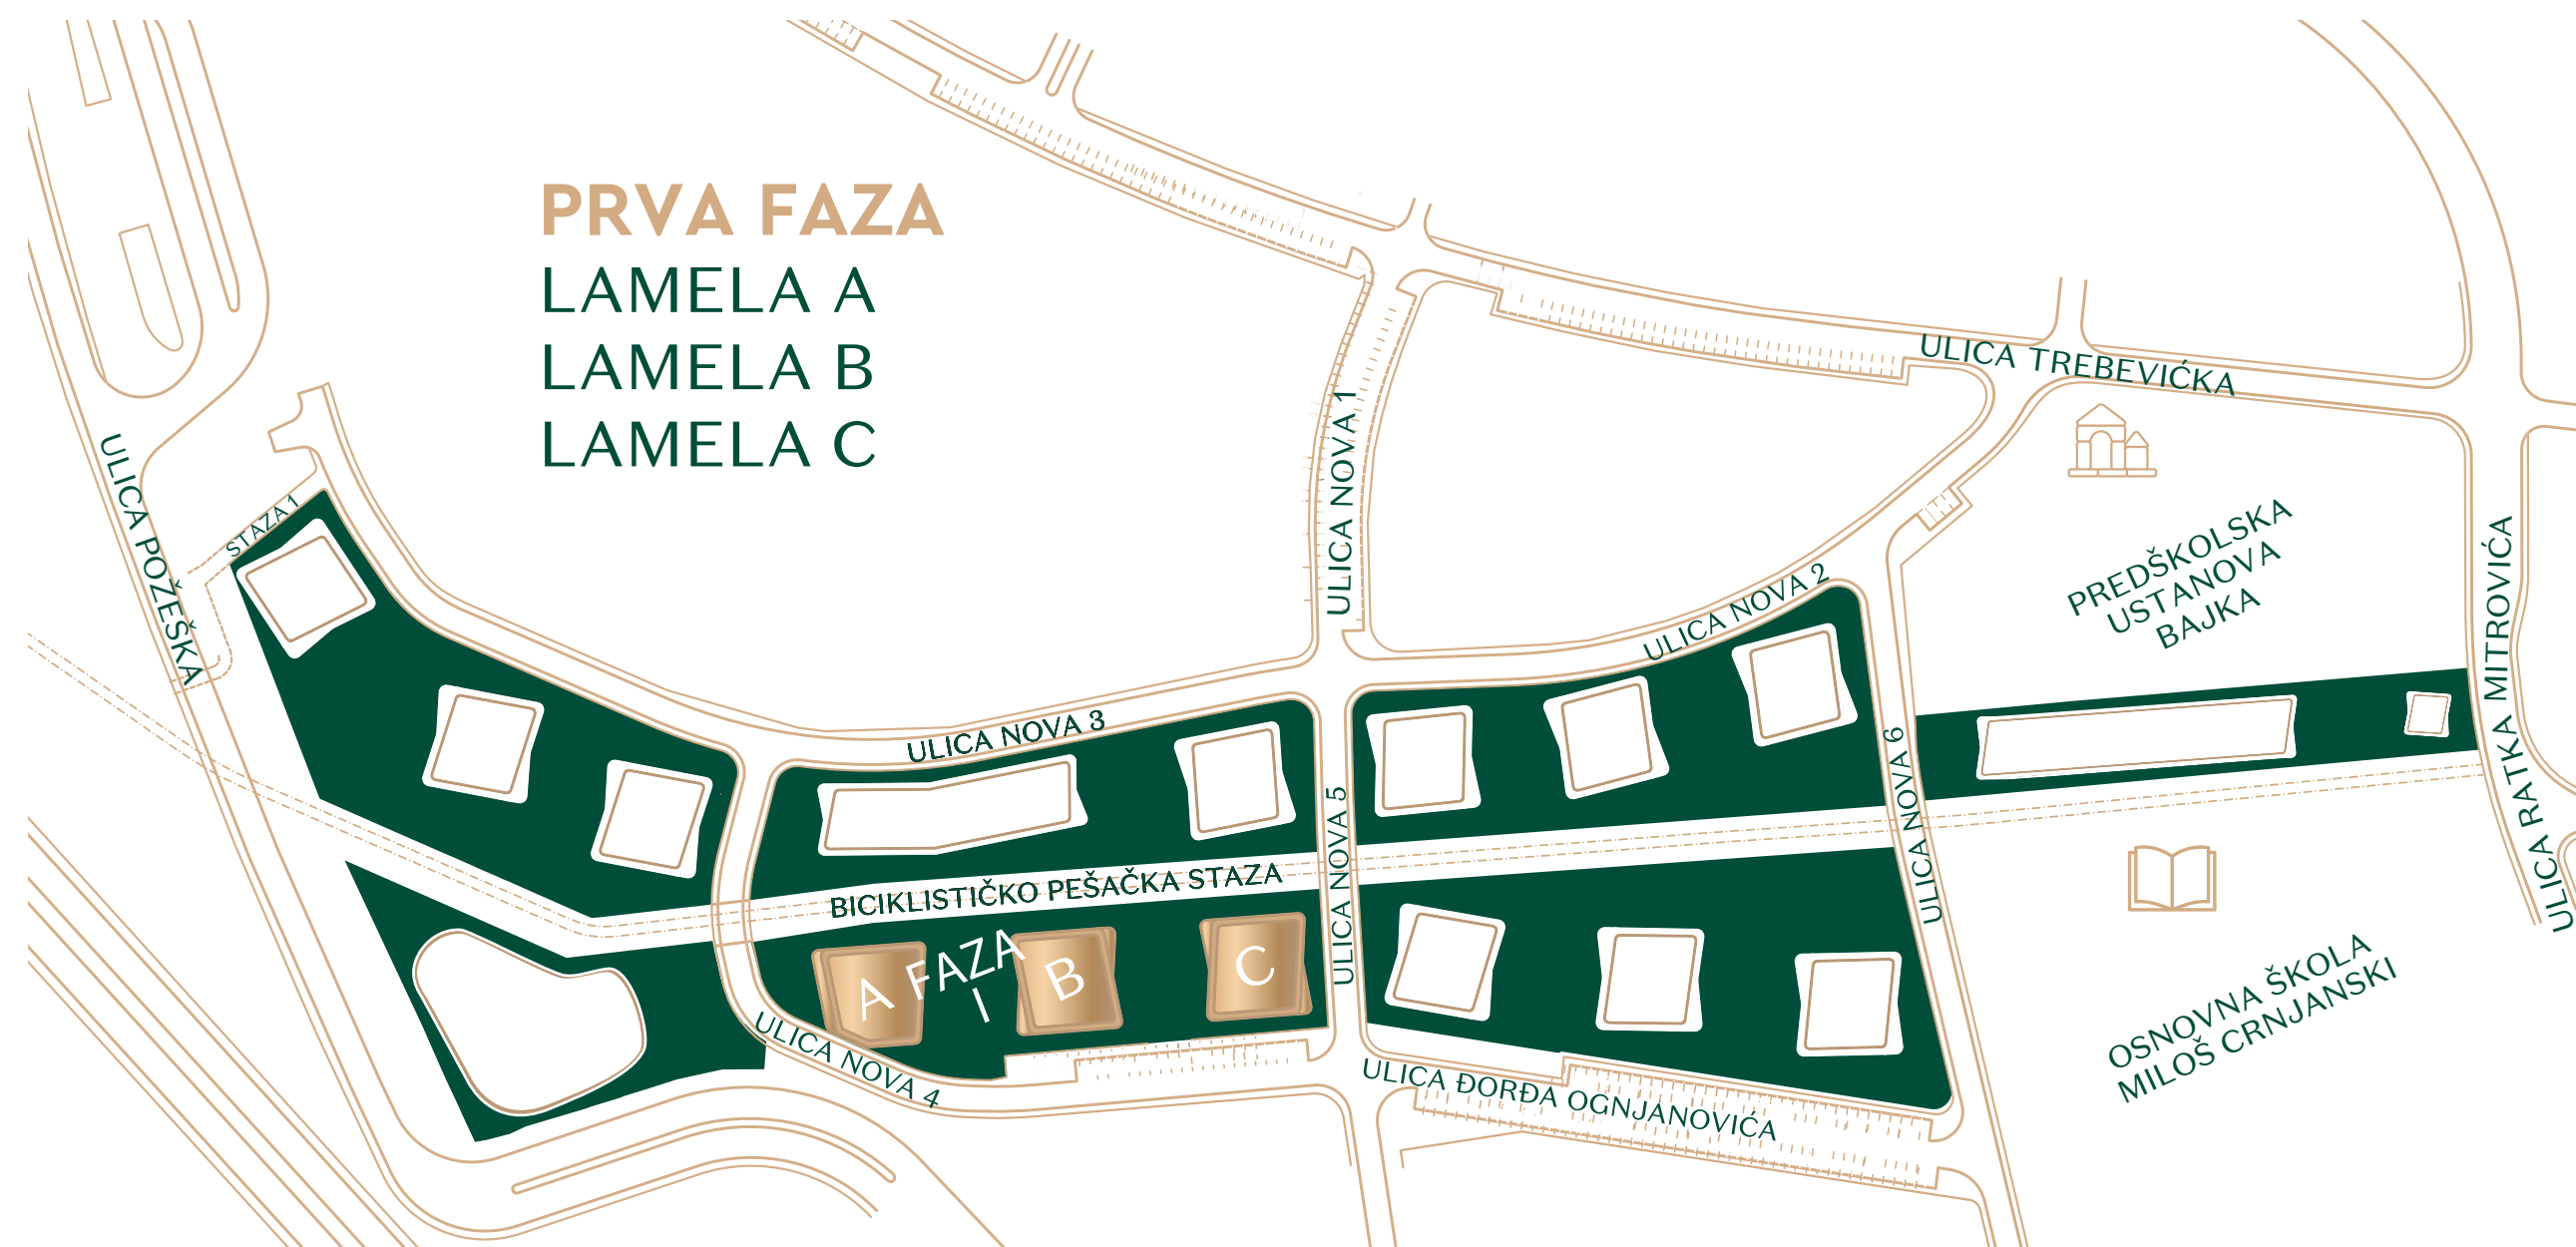 PRVA FAZA
LAMELA A
LAMELA B
LAMELA C
ULICA POŽEŠKA
STAZA 1
ULICA NOVA 1
ULICA TREBEVIĆKA
PREDŠKOLSKA
USTANOVA
BAJKA
ULICA RATKA MITROVIĆA
ULICA NOVA 2
ULICA NOVA 3
ULICA NOVA 5
ULICA NOVA 6
BICIKLISTIČKO PEŠAČKA STAZA
A
FAZA
I
B
C
ULICA NOVA 4
ULICA ĐORĐA OGNJANOVIĆA
OSNOVNA ŠKOLA
MILOŠ CRNJANSKI